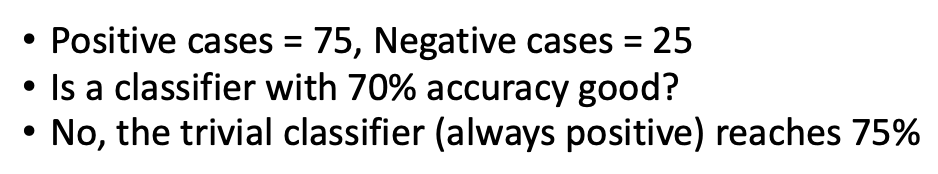 • Positive cases = 75, Negative cases = 25
• Is a classifier with 70% accuracy good?
• No, the trivial classifier (always positive) reaches 75%